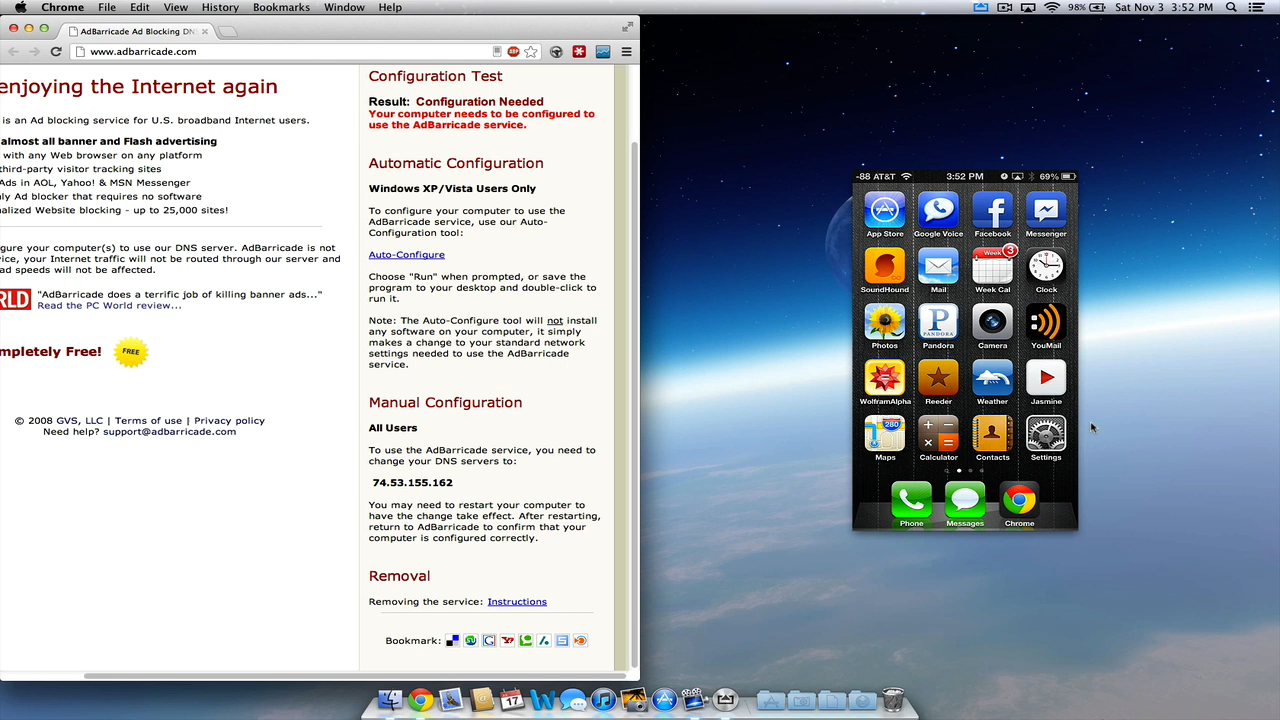 Chrome File Edit View History Bookmarks Window Help
98% Sat Nov 3 3:52 PM
AdBarricade Ad Blocking DN
www.adbarricade.com
enjoying the Internet again
is an Ad blocking service for U.S. broadband Internet users.
almost all banner and Flash advertising
with any Web browser on any platform
third-party visitor tracking sites
Ads in AOL, Yahoo! & MSN Messenger
ly Ad blocker that requires no software
nalized Website blocking - up to 25,000 sites!
gure your computer(s) to use our DNS server. AdBarricade is not
vice, your Internet traffic will not be routed through our server and
ad speeds will not be affected.
RLD "AdBarricade does a terrific job of killing banner ads..."
Read the PC World review...
mpletely Free! FREE
© 2008 GVS, LLC | Terms of use | Privacy policy
Need help? support@adbarricade.com
Configuration Test
Result: Configuration Needed
Your computer needs to be configured to
use the AdBarricade service.
Automatic Configuration
Windows XP/Vista Users Only
To configure your computer to use the
AdBarricade service, use our Auto-
Configuration tool:
Auto-Configure
Choose "Run" when prompted, or save the
program to your desktop and double-click to
run it.
Note: The Auto-Configure tool will not install
any software on your computer, it simply
makes a change to your standard network
settings needed to use the AdBarricade
service.
Manual Configuration
All Users
To use the AdBarricade service, you need to
change your DNS servers to:
74.53.155.162
You may need to restart your computer to
have the change take effect. After restarting,
return to AdBarricade to confirm that your
computer is configured correctly.
Removal
Removing the service: Instructions
Bookmark:
-88 AT&T 3:52 PM 69%
App Store Google Voice Facebook Messenger
Week 3
SoundHound Mail Week Cal Clock
P
Photos Pandora Camera YouMail
WolframAlpha Reeder Weather Jasmine
280
Maps Calculator Contacts Settings
Phone Messages Chrome
17